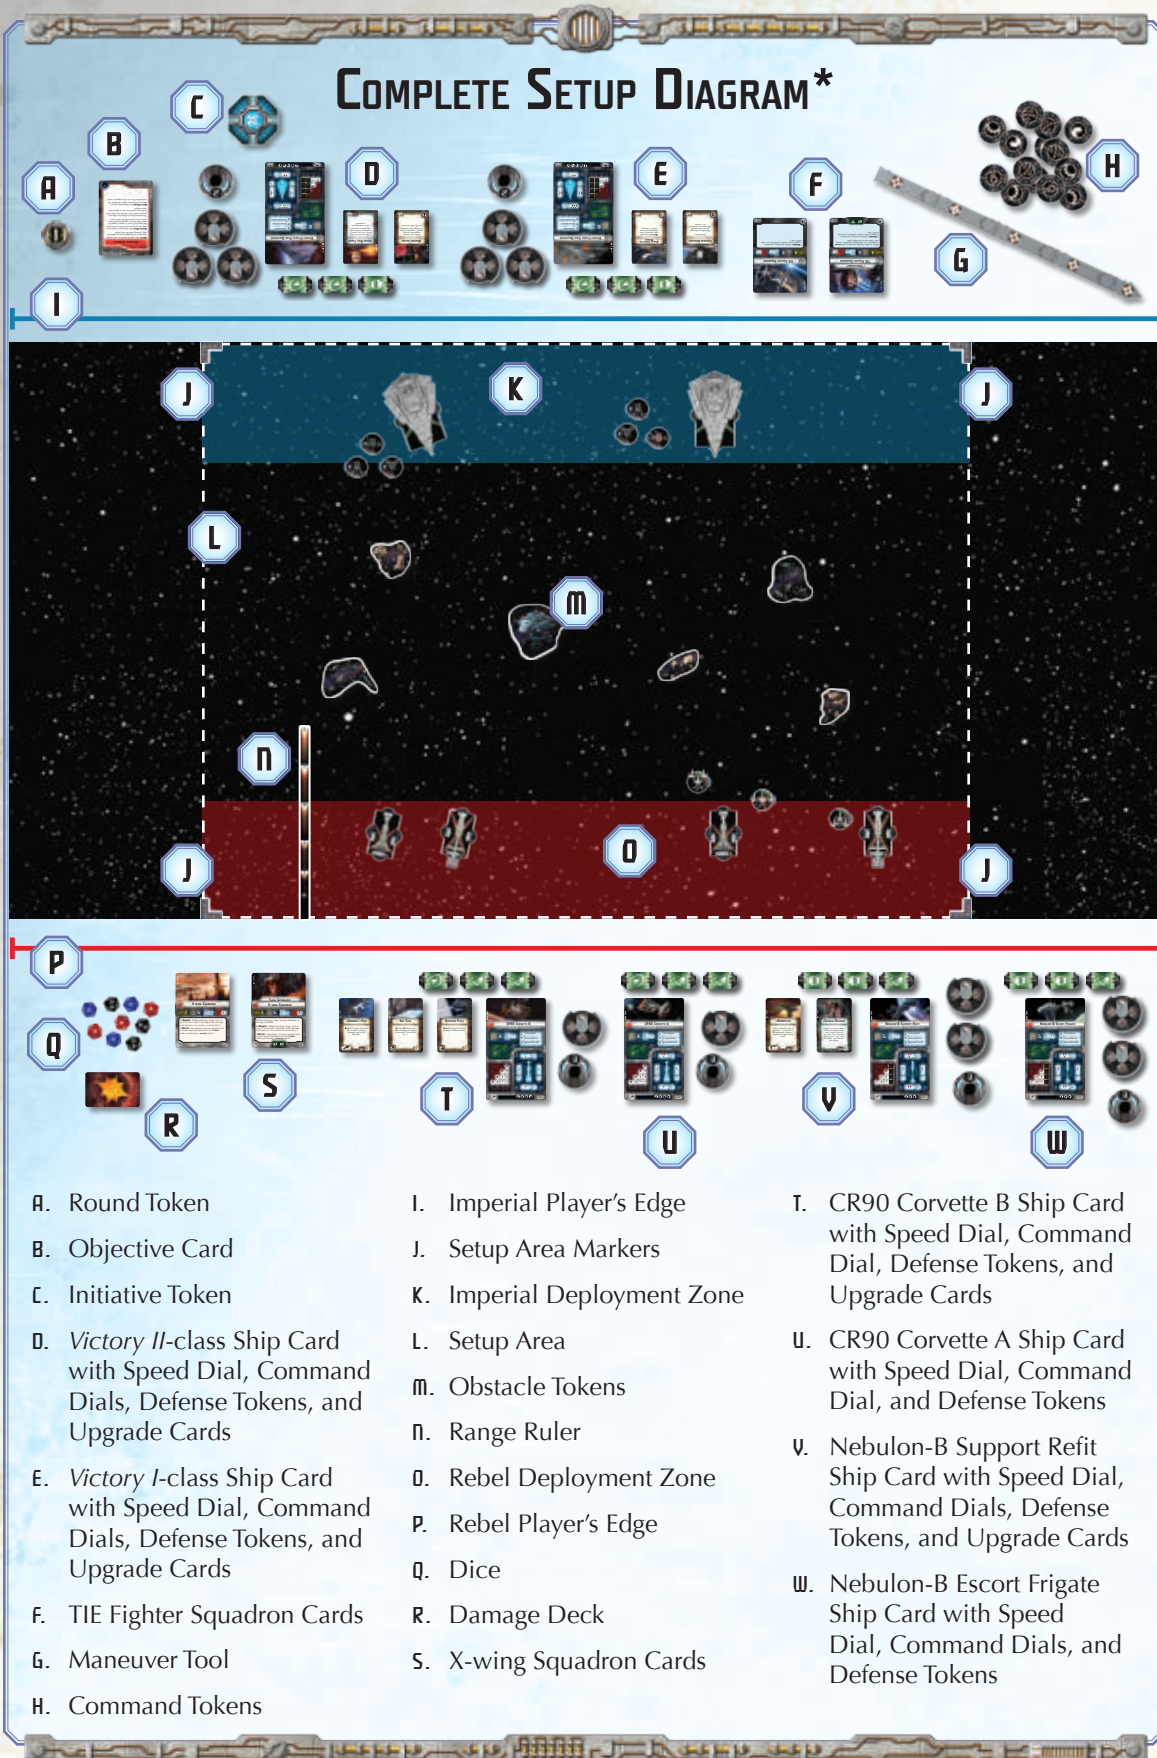 COMPLETE SETUP DIAGRAM*
C
B
A
D
E
F
H
G
I
J
K
J
L
M
N
O
J
J
P
Q
R
S
T
U
V
W
A. Round Token
B. Objective Card
C. Initiative Token
D. Victory II-class Ship Card
with Speed Dial, Command
Dials, Defense Tokens, and
Upgrade Cards
E. Victory I-class Ship Card
with Speed Dial, Command
Dials, Defense Tokens, and
Upgrade Cards
F. TIE Fighter Squadron Cards
G. Maneuver Tool
H. Command Tokens
I. Imperial Player’s Edge
J. Setup Area Markers
K. Imperial Deployment Zone
L. Setup Area
M. Obstacle Tokens
N. Range Ruler
O. Rebel Deployment Zone
P. Rebel Player’s Edge
Q. Dice
R. Damage Deck
S. X-wing Squadron Cards
T. CR90 Corvette B Ship Card
with Speed Dial, Command
Dial, Defense Tokens, and
Upgrade Cards
U. CR90 Corvette A Ship Card
with Speed Dial, Command
Dial, and Defense Tokens
V. Nebulon-B Support Refit
Ship Card with Speed Dial,
Command Dials, Defense
Tokens, and Upgrade Cards
W. Nebulon-B Escort Frigate
Ship Card with Speed
Dial, Command Dials, and
Defense Tokens